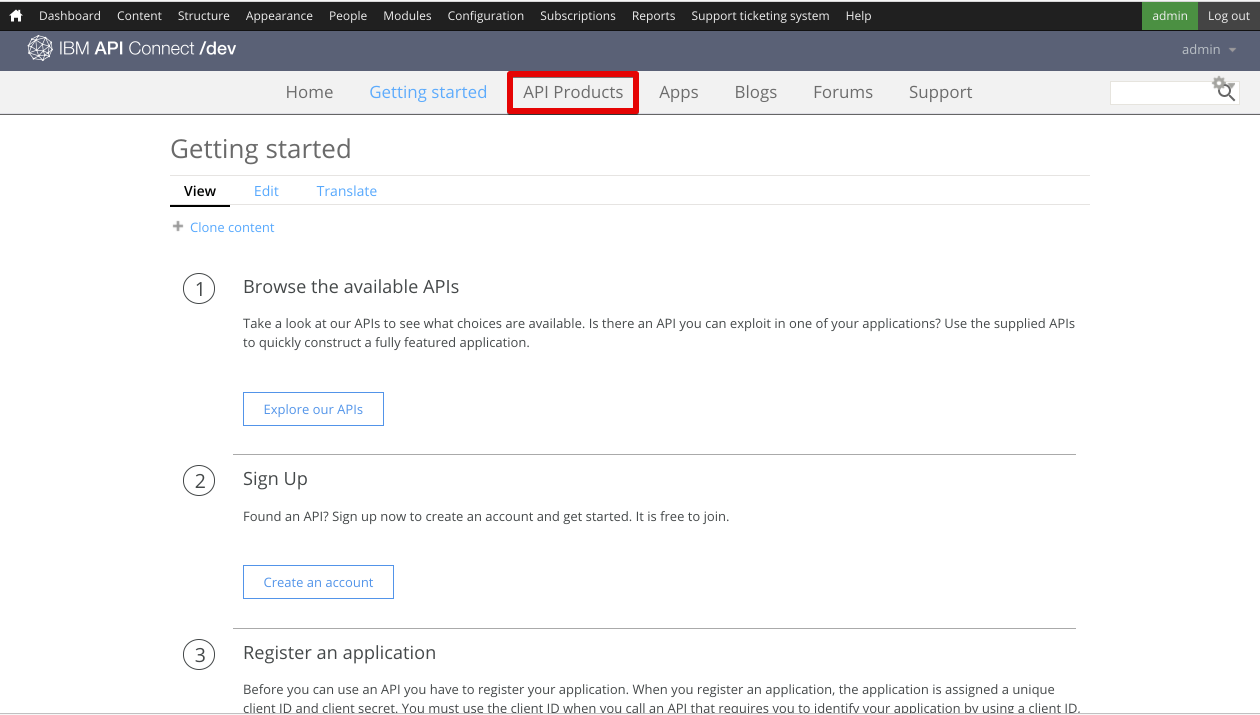 Dashboard Content Structure Appearance People Modules Configuration Subscriptions Reports Support ticketing system Help admin Log out
IBM API Connect /dev admin
Home Getting started API Products Apps Blogs Forums Support
Getting started
View Edit Translate
Clone content
1 Browse the available APIs
Take a look at our APIs to see what choices are available. Is there an API you can exploit in one of your applications? Use the supplied APIs
to quickly construct a fully featured application.
Explore our APIs
2 Sign Up
Found an API? Sign up now to create an account and get started. It is free to join.
Create an account
3 Register an application
Before you can use an API you have to register your application. When you register an application, the application is assigned a unique
client ID and client secret. You must use the client ID when you call an API that requires you to identify your application by using a client ID.